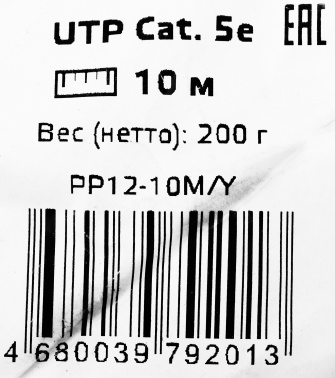 UTP Cat. 5e EAC
10 м
Вес (нетто): 200 г
PP12-10M/Y
4 680039 792013